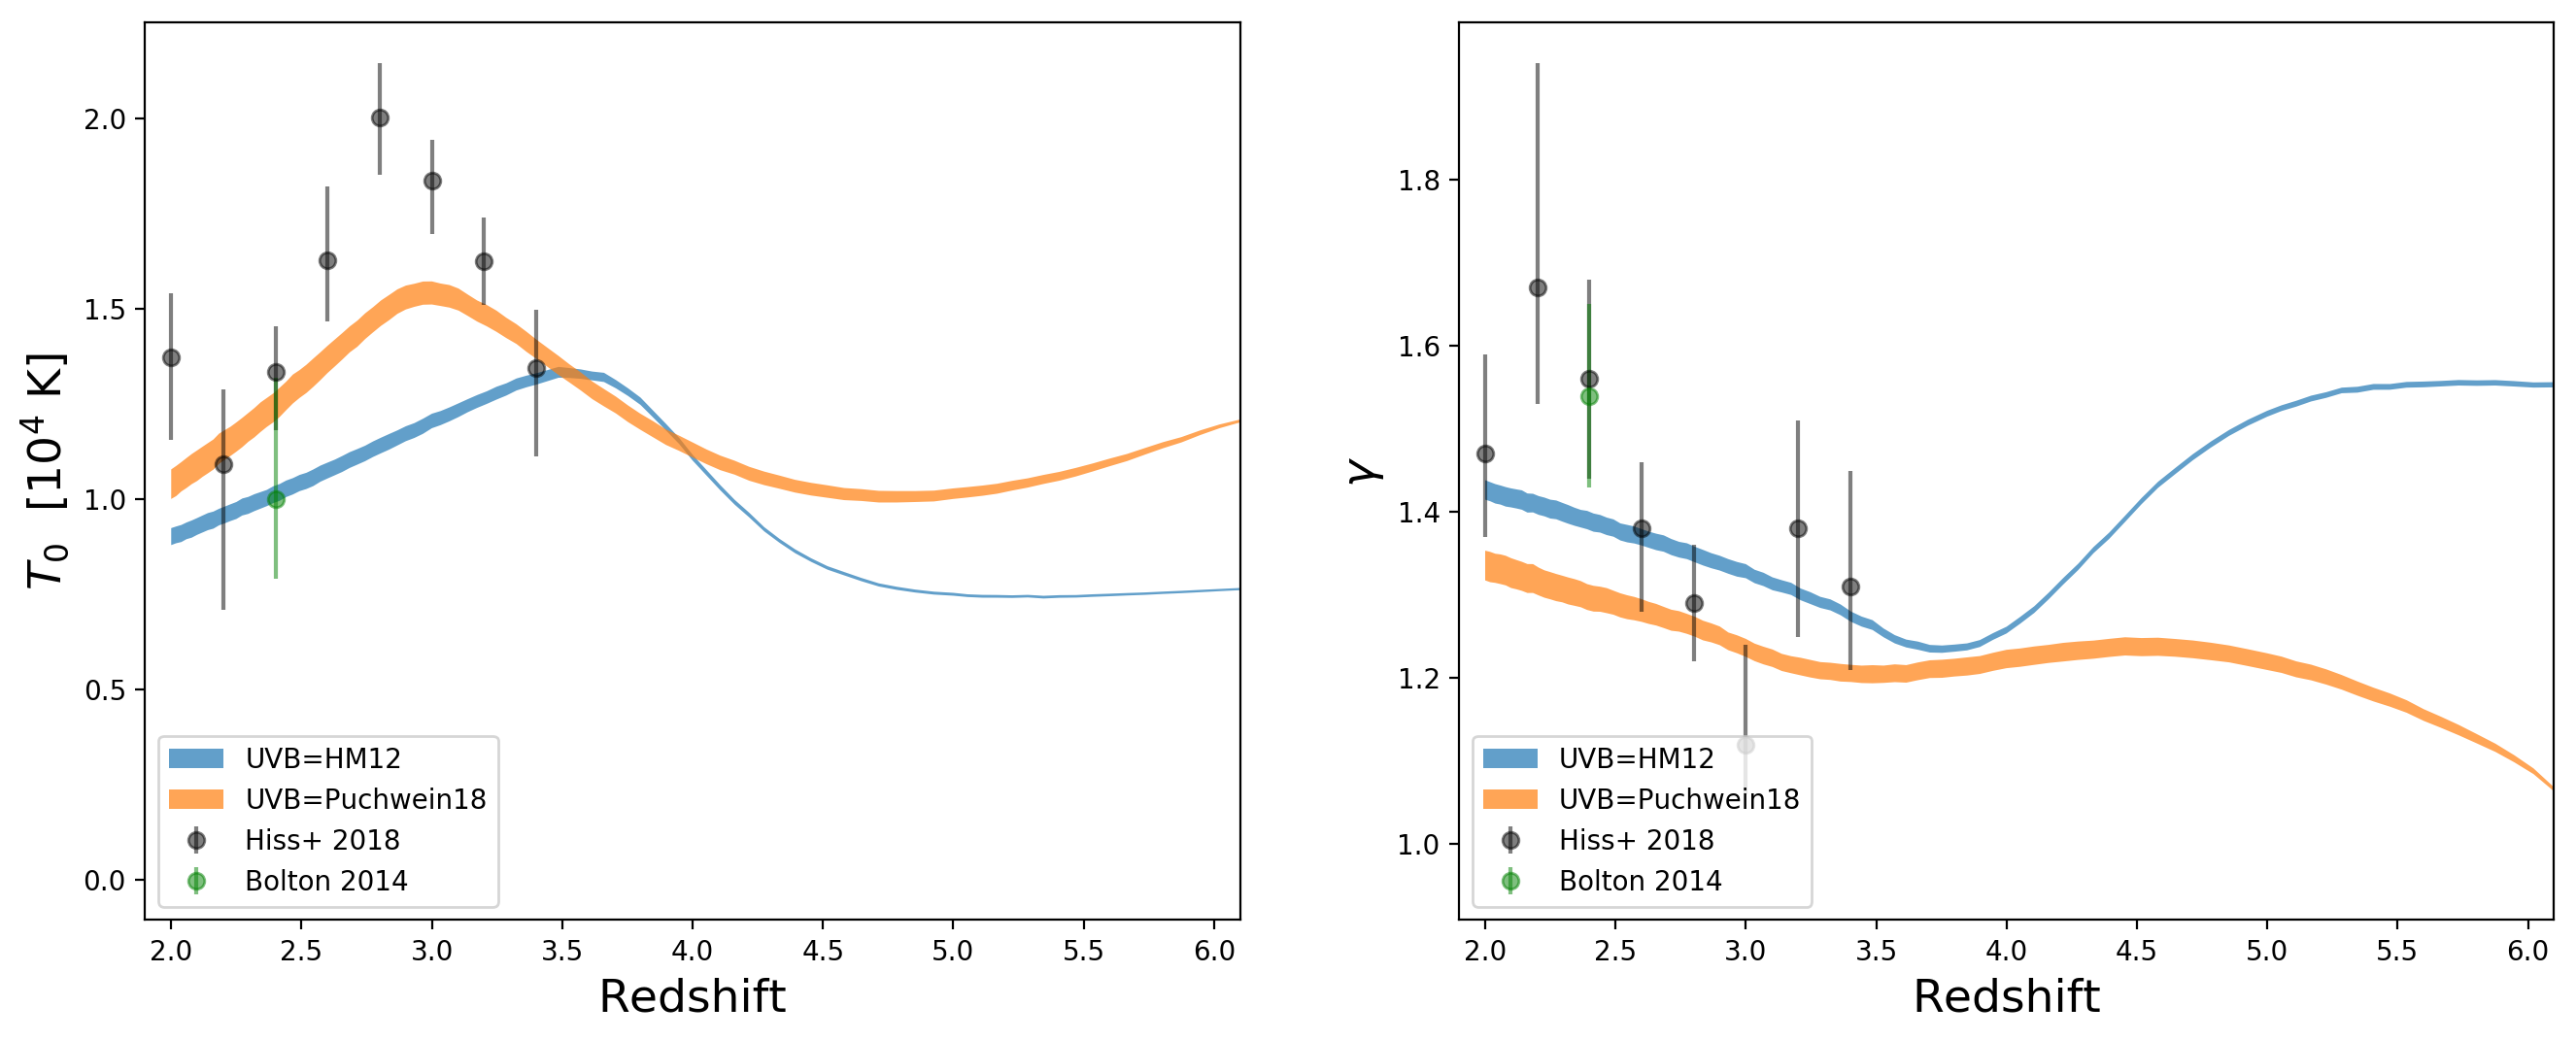 2.0
1.5
1.0
0.5
0.0
T₀ [10⁴ K]
UVB=HM12
UVB=Puchwein18
Hiss+ 2018
Bolton 2014
2.0 2.5 3.0 3.5 4.0 4.5 5.0 5.5 6.0
Redshift
1.8
1.6
1.4
1.2
1.0
γ
UVB=HM12
UVB=Puchwein18
Hiss+ 2018
Bolton 2014
2.0 2.5 3.0 3.5 4.0 4.5 5.0 5.5 6.0
Redshift